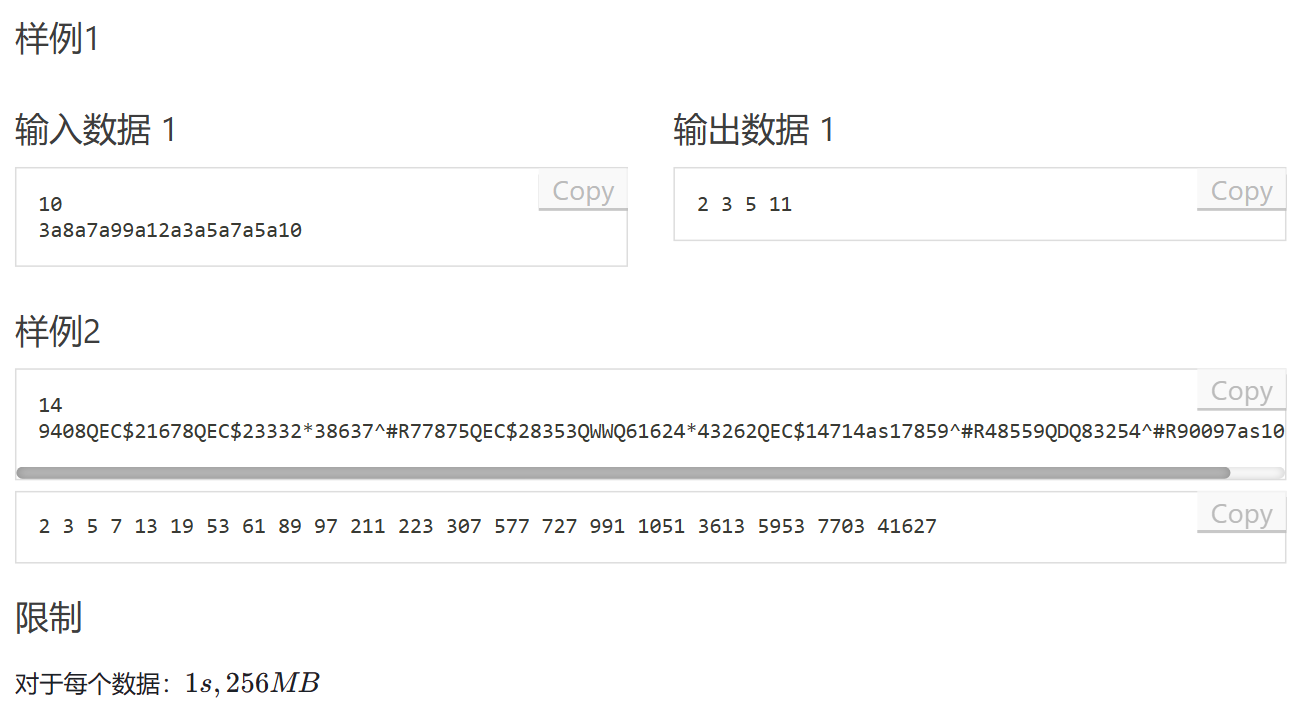 样例1
输入数据 1
Copy
10
3a8a7a99a12a3a5a7a5a10
输出数据 1
Copy
2 3 5 11
样例2
Copy
14
9408QEC$21678QEC$23332*38637^#R77875QEC$28353QWWQ61624*43262QEC$14714as17859^#R48559QDQ83254^#R90097as10
Copy
2 3 5 7 13 19 53 61 89 97 211 223 307 577 727 991 1051 3613 5953 7703 41627
限制
对于每个数据：1s, 256MB